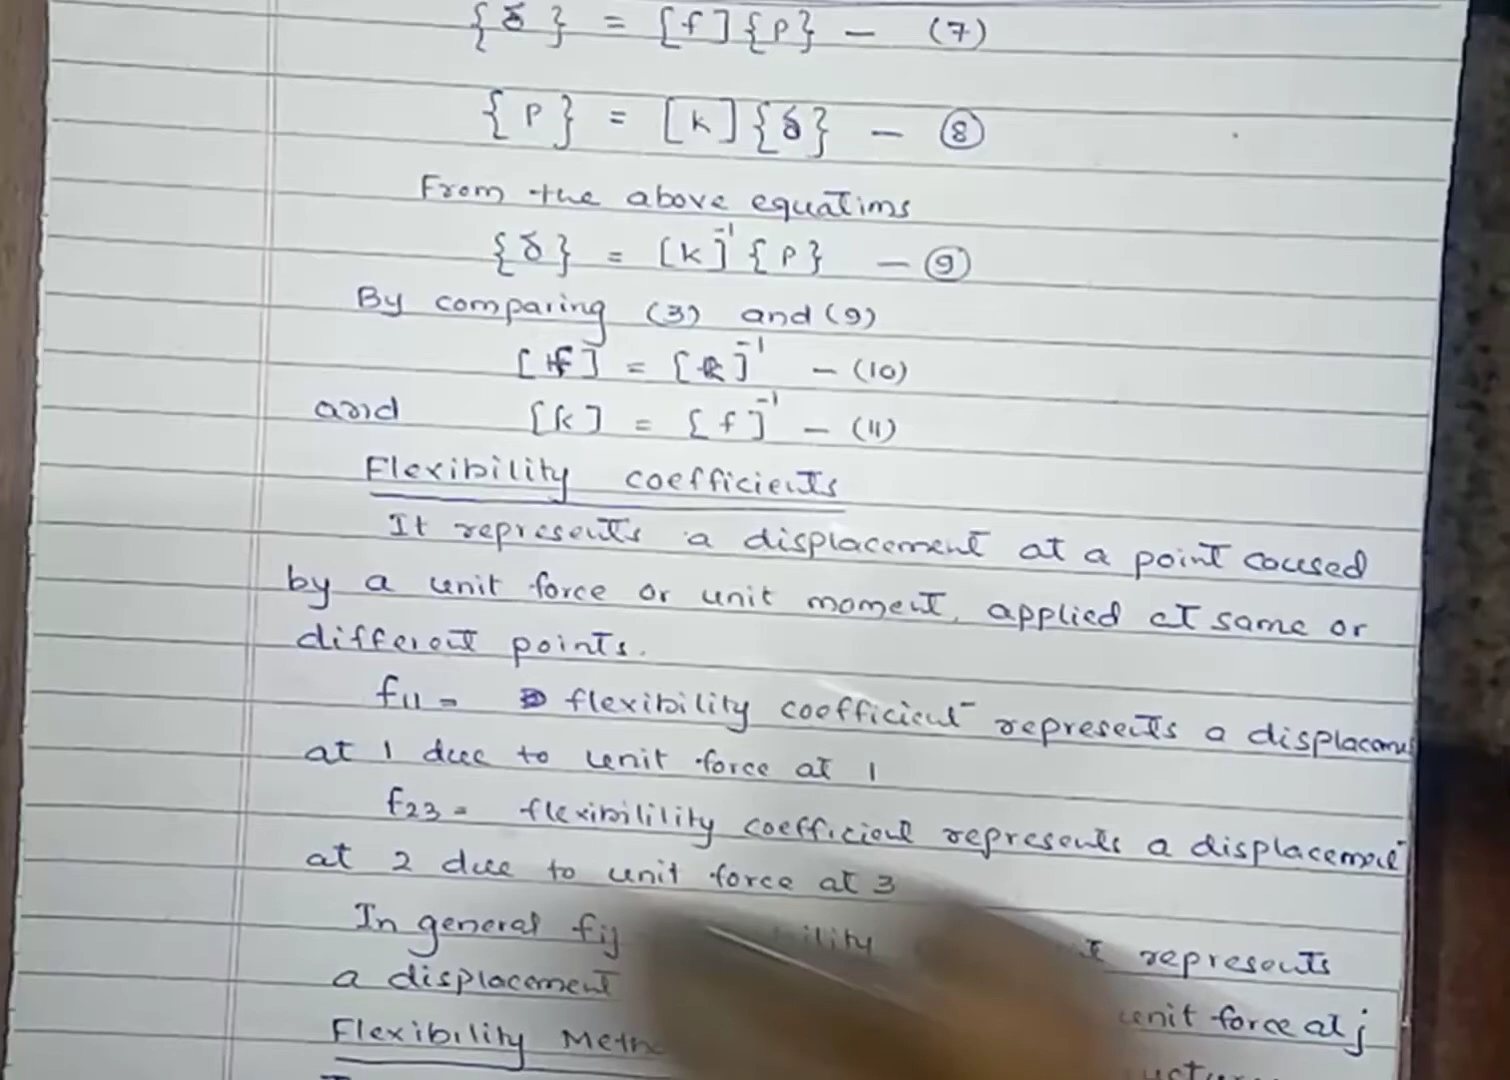 {δ} = [f]{P} - (7)
{P} = [k]{δ} - (8)
From the above equations
{δ} = [k]⁻¹{P} - (9)
By comparing (3) and (9)
[f] = [k]⁻¹ - (10)
and [k] = [f]⁻¹ - (11)
Flexibility coefficients
It represents a displacement at a point caused
by a unit force or unit moment, applied at same or
different points.
f11 = flexibility coefficient represents a displaceme
at 1 due to unit force at 1
f23 = flexibilility coefficient represents a displacement
at 2 due to unit force at 3
In general fij bility represents
a displacement unit force at j
Flexibility Meth